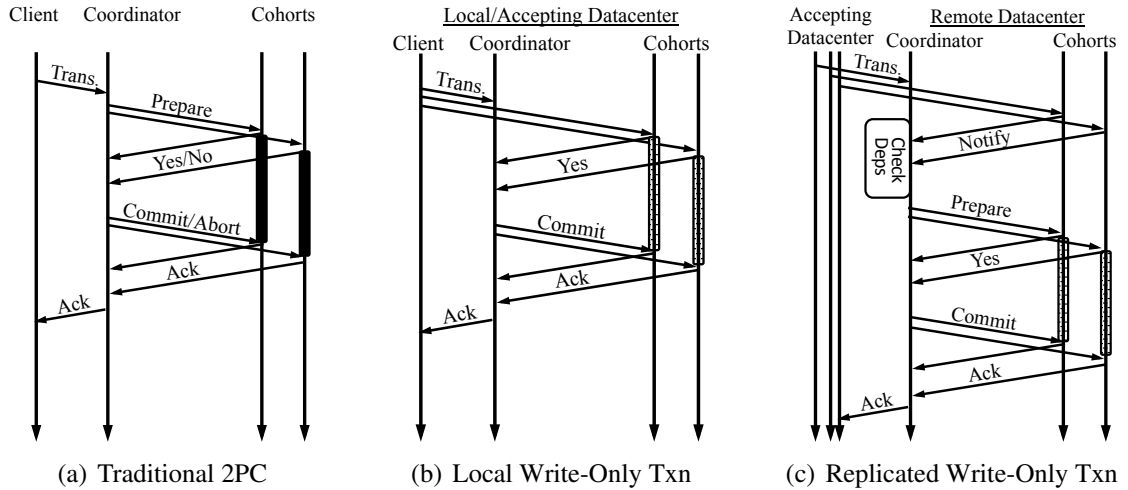 Client
Coordinator
Cohorts
Trans.
Prepare
Yes/No
Commit/Abort
Ack
Ack
(a) Traditional 2PC
Local/Accepting Datacenter
Client
Coordinator
Cohorts
Trans.
Yes
Commit
Ack
Ack
(b) Local Write-Only Txn
Accepting
Datacenter
Remote Datacenter
Coordinator
Cohorts
Trans.
Notify
Check
Deps
Prepare
Yes
Commit
Ack
Ack
(c) Replicated Write-Only Txn